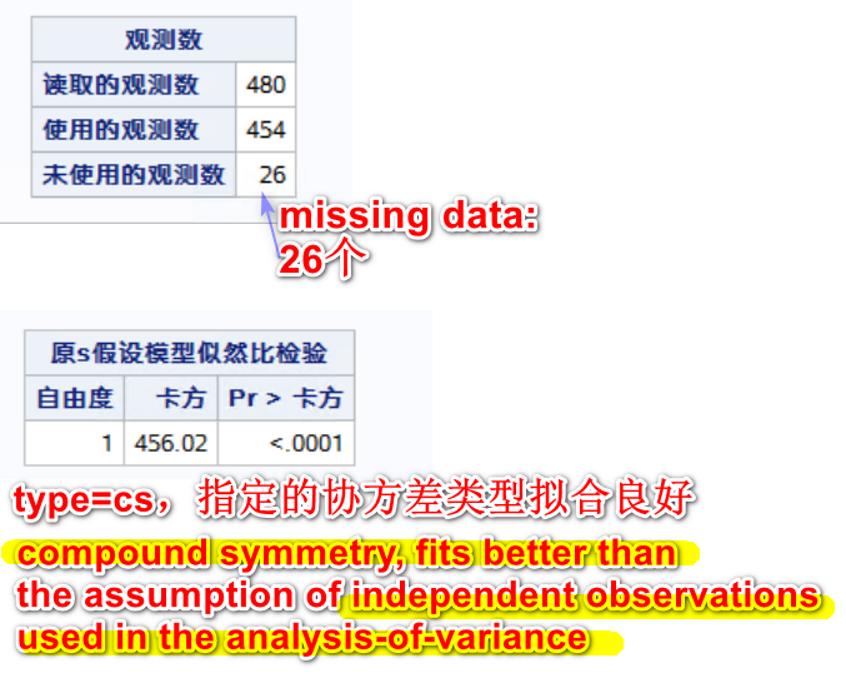 观测数
读取的观测数 480
使用的观测数 454
未使用的观测数 26
missing data:
26个
原s假设模型似然比检验
自由度 卡方 Pr > 卡方
1 456.02 <.0001
type=cs，指定的协方差类型拟合良好
compound symmetry, fits better than
the assumption of independent observations
used in the analysis-of-variance